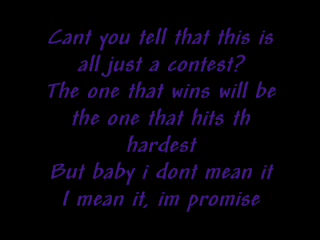 Cant you tell that this is
all just a contest?
The one that wins will be
the one that hits th
hardest
But baby i dont mean it
I mean it, im promise